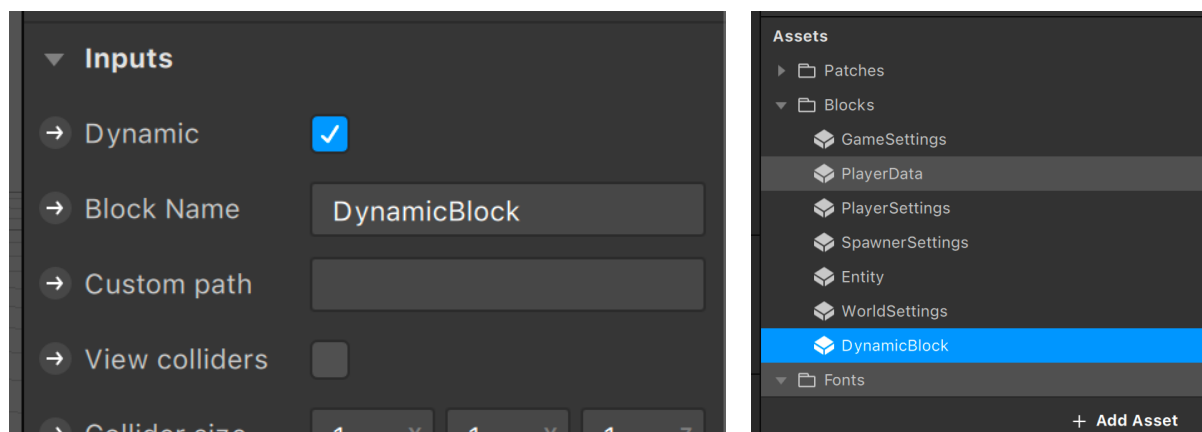 Inputs
Dynamic
Block Name
DynamicBlock
Custom path
View colliders
Assets
Patches
Blocks
GameSettings
PlayerData
PlayerSettings
SpawnerSettings
Entity
WorldSettings
DynamicBlock
Fonts
+ Add Asset